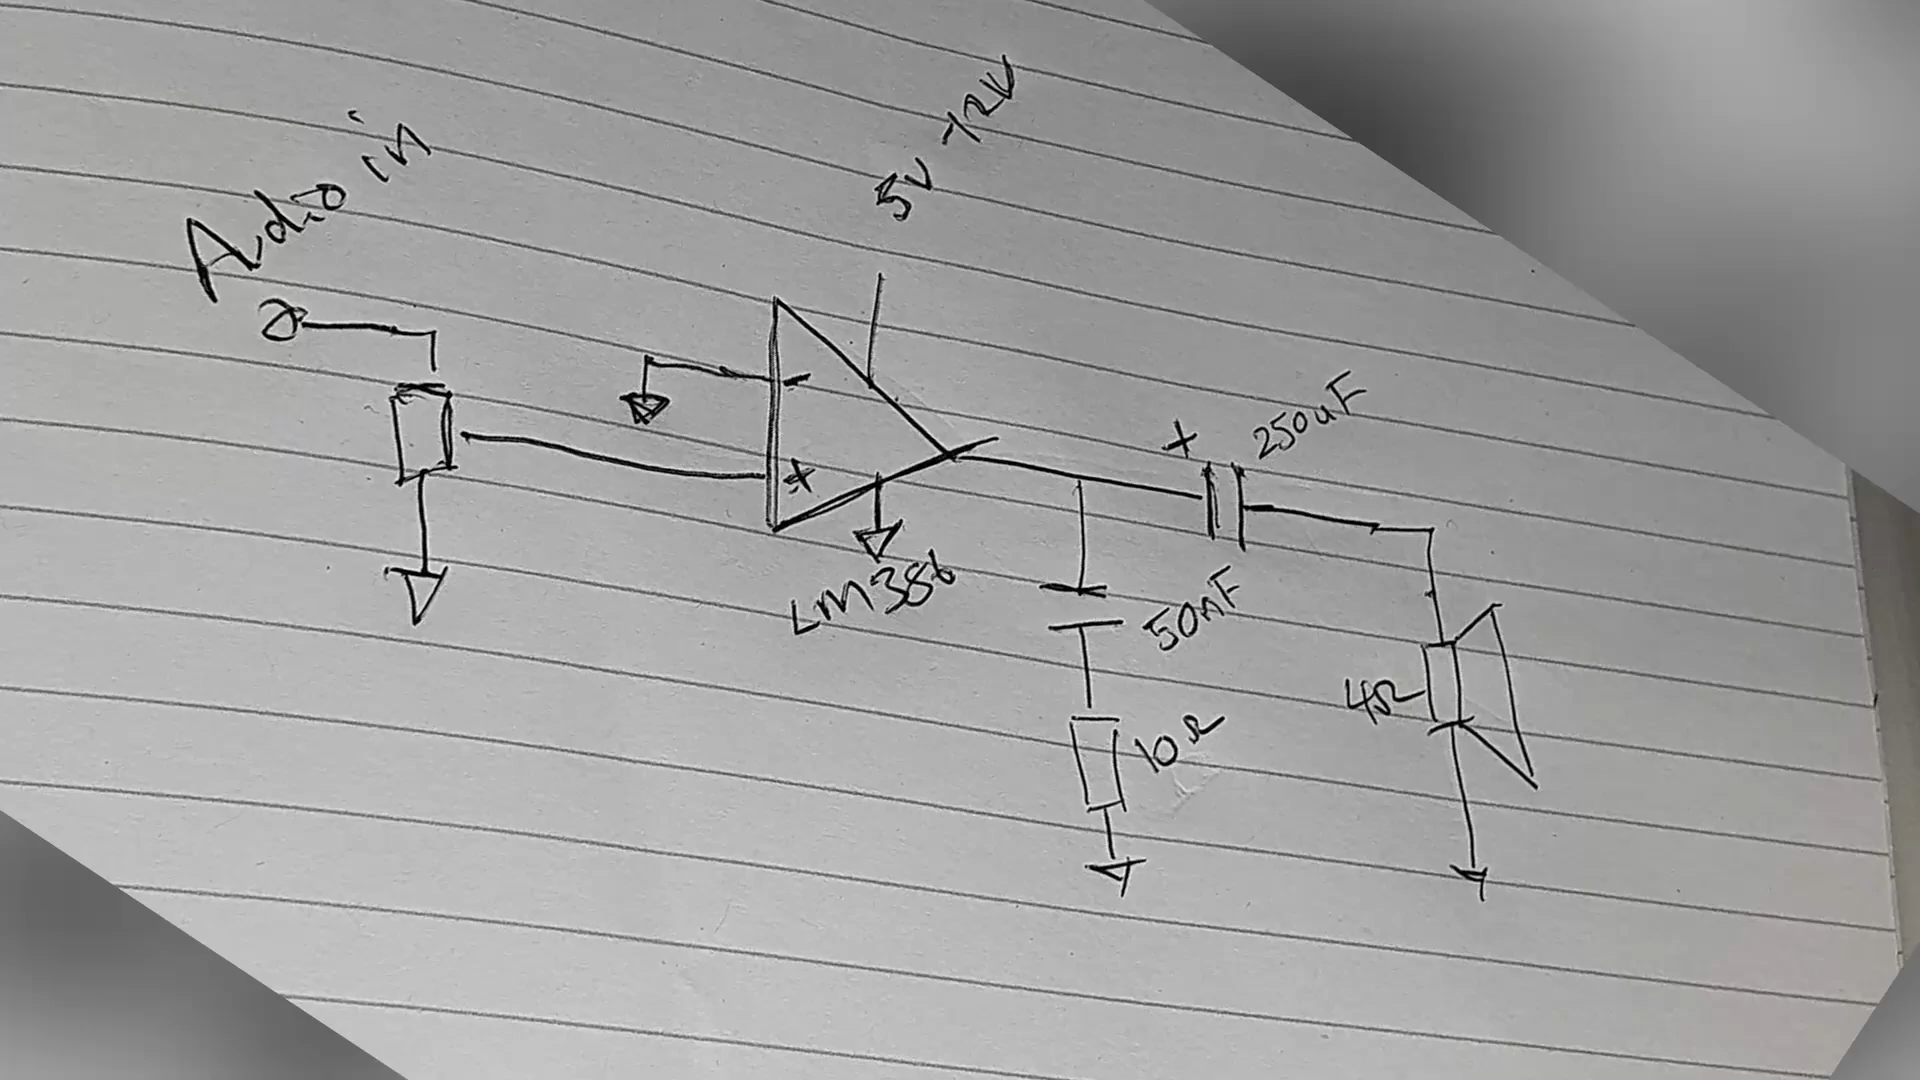 Audio in
5V-12V
-
+
LM386
+
250uF
50nF
10Ω
4Ω